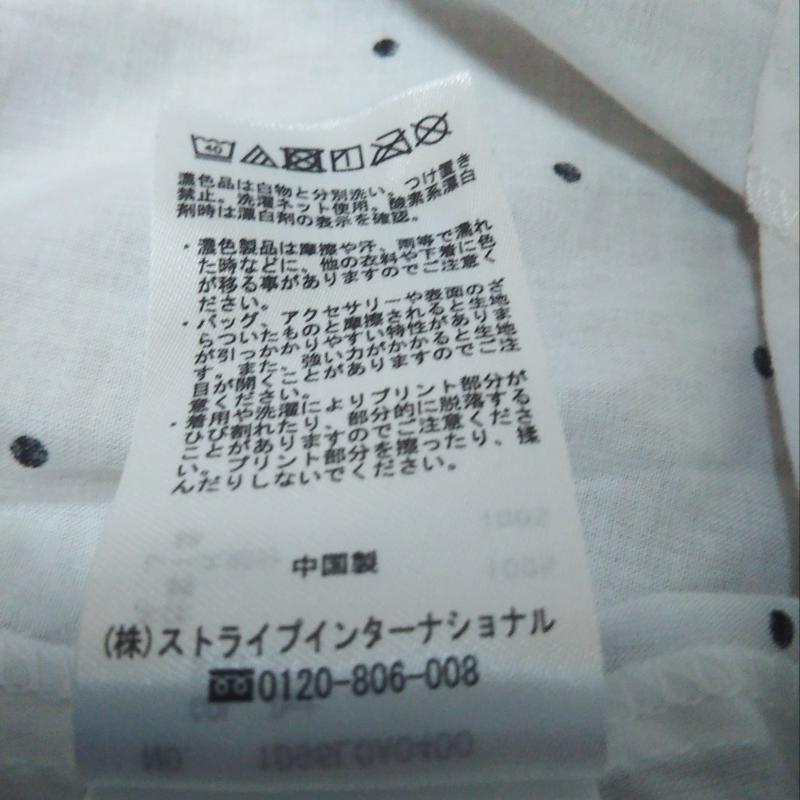 40
濃色品は白物と分別洗い。つけ置き
禁止。洗濯ネット使用。酸素系漂白
剤時は漂白剤の表示を確認。
・濃色製品は摩擦や汗、雨等で濡れ
た時などに、他の衣料や下着に色
が移る事がありますのでご注意く
ださい。
・バッグ、アクセサリーや表面のざ
らついたものと摩擦されると生地
が引っかかりやすい特性がありま
す。また、強い力がかかると生地
目が開くことがありますのでご注
意ください。
・着用や洗濯によりプリント部分が
ひび割れたり、部分的に脱落する
ことがありますのでご注意くださ
い。プリント部分を擦ったり、揉
んだりしないでください。
中国製
(株)ストライプインターナショナル
0120-806-008